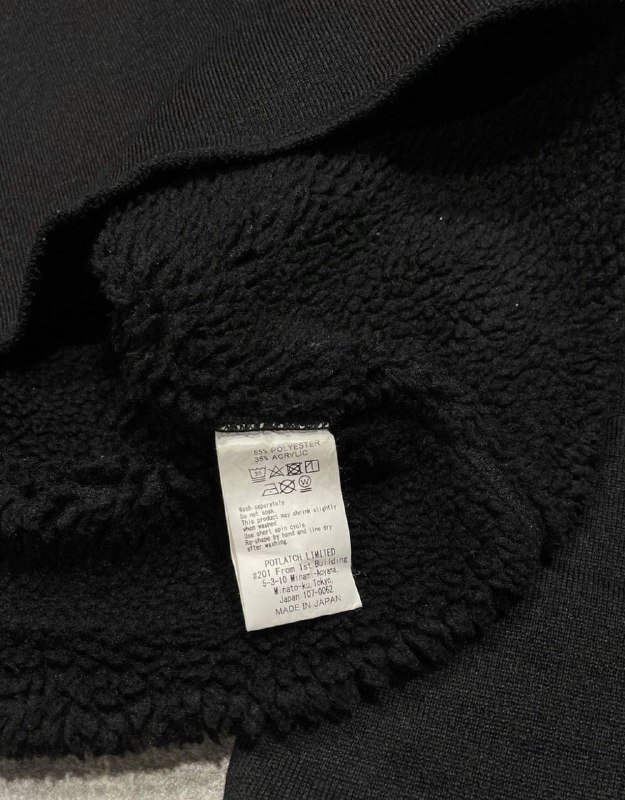 65% POLYESTER
35% ACRYLIC
30
W
Wash separately
Do not soak.
This product may shrink slightly
when washed
Use short spin cycle
Re-shape by hand and line dry
after washing.
POTLATCH LIMITED
#201 From 1st Building
5-3-10 Minami-Aoyama,
Minato-ku, Tokyo,
Japan 107-0062
MADE IN JAPAN